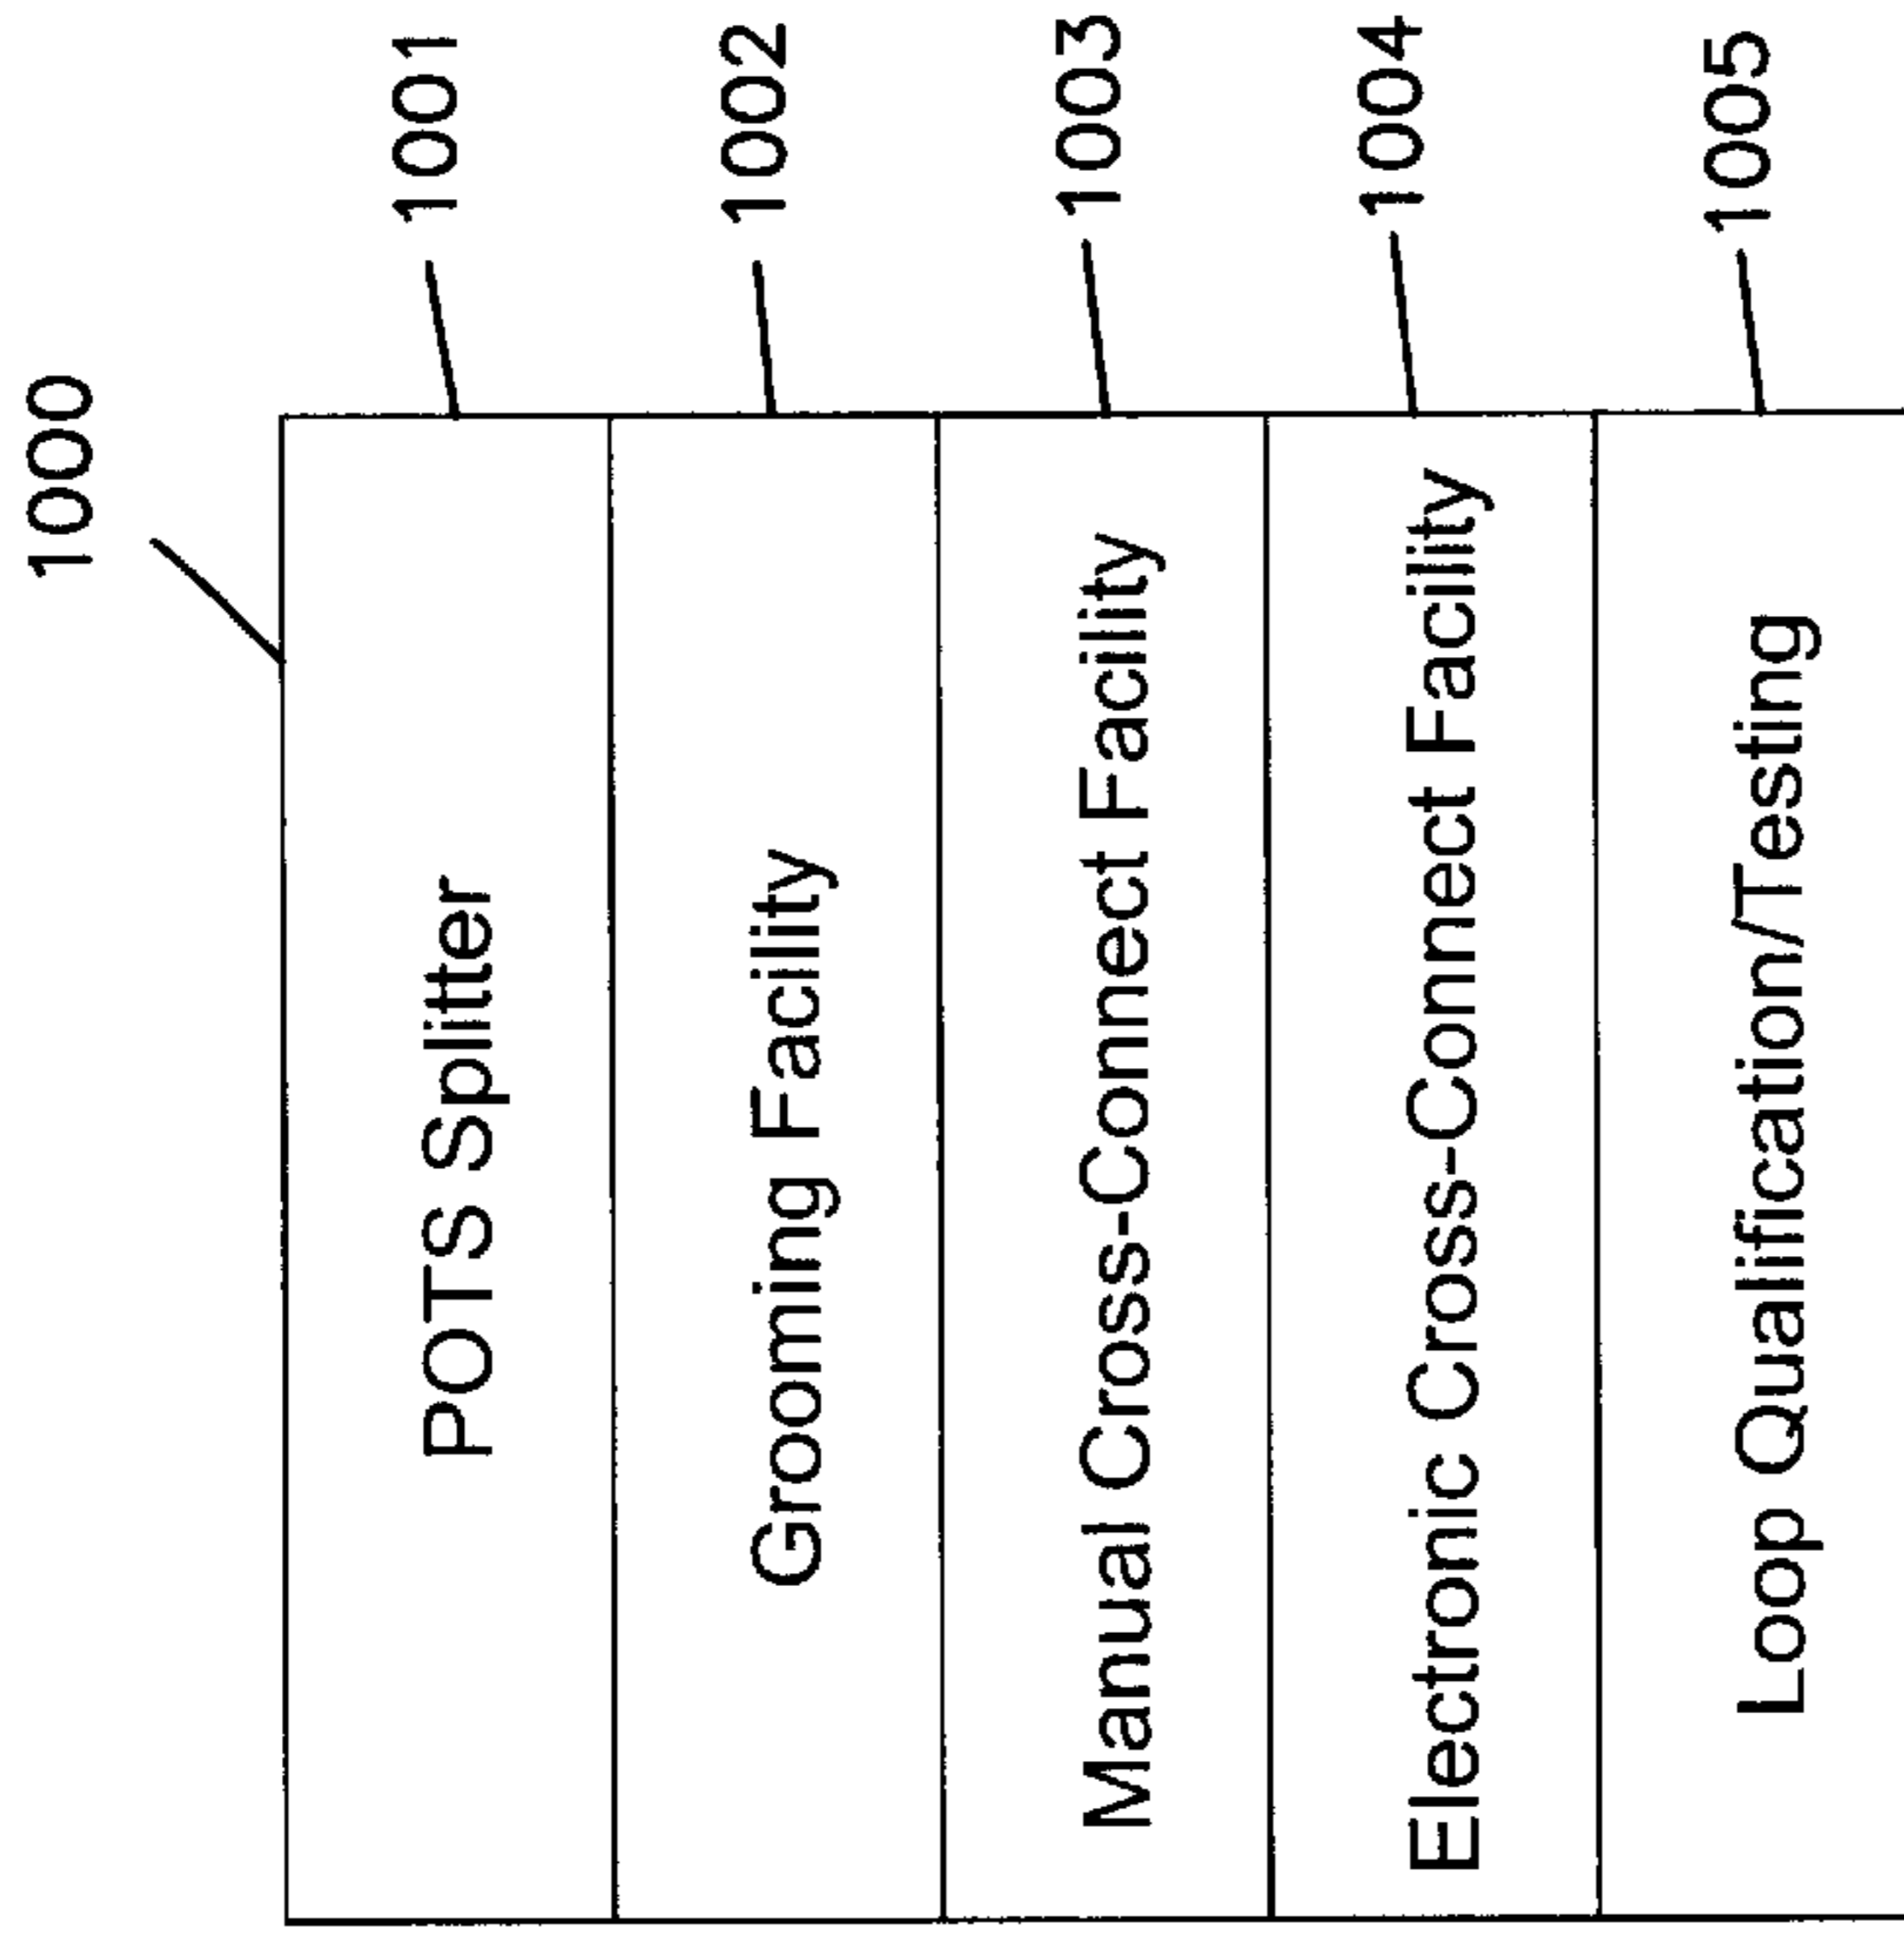 1000
POTS Splitter
1001
Grooming Facility
1002
Manual Cross-Connect Facility
1003
Electronic Cross-Connect Facility
1004
Loop Qualification/Testing
1005